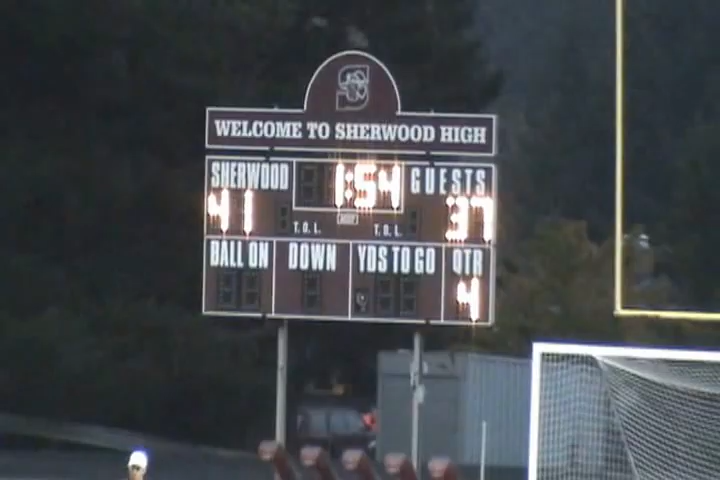 S
WELCOME TO SHERWOOD HIGH
SHERWOOD 1:54 GUESTS
41 37
T.O.L. T.O.L.
BALL ON DOWN YDS TO GO QTR
4